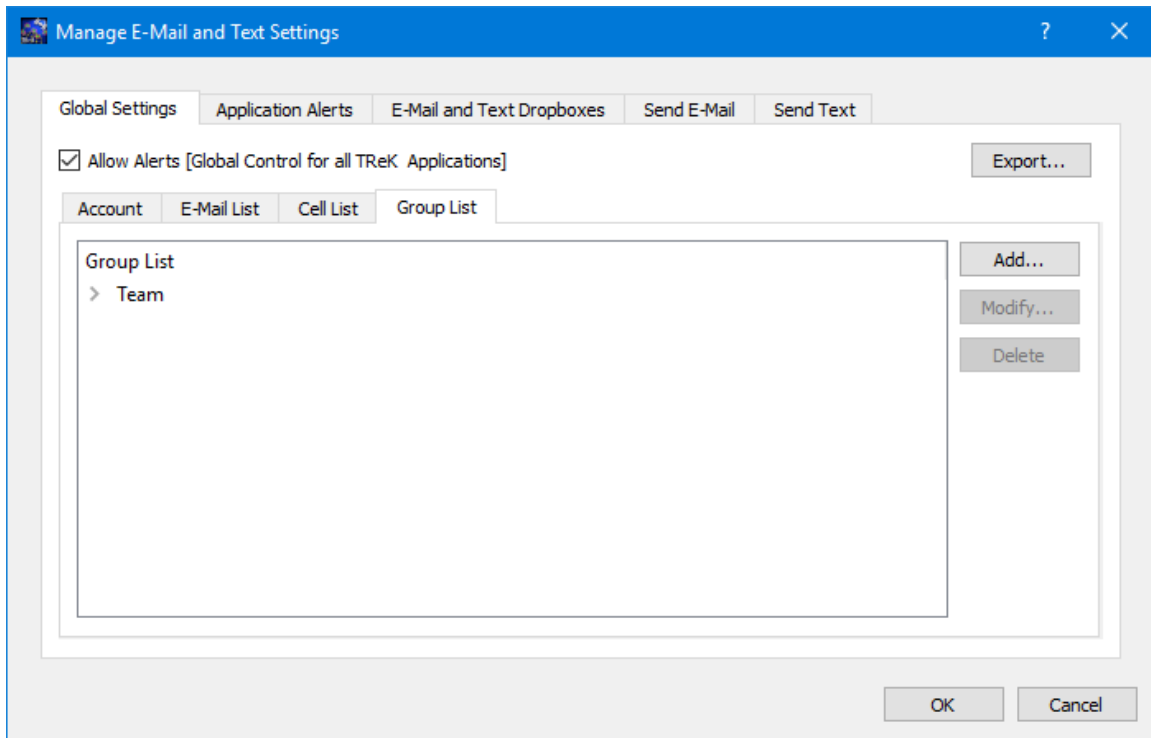 Manage E-Mail and Text Settings ?
Global Settings Application Alerts E-Mail and Text Dropboxes Send E-Mail Send Text
Allow Alerts [Global Control for all TReK Applications] Export...
Account E-Mail List Cell List Group List
Group List Add...
Team Modify...
Delete
OK Cancel